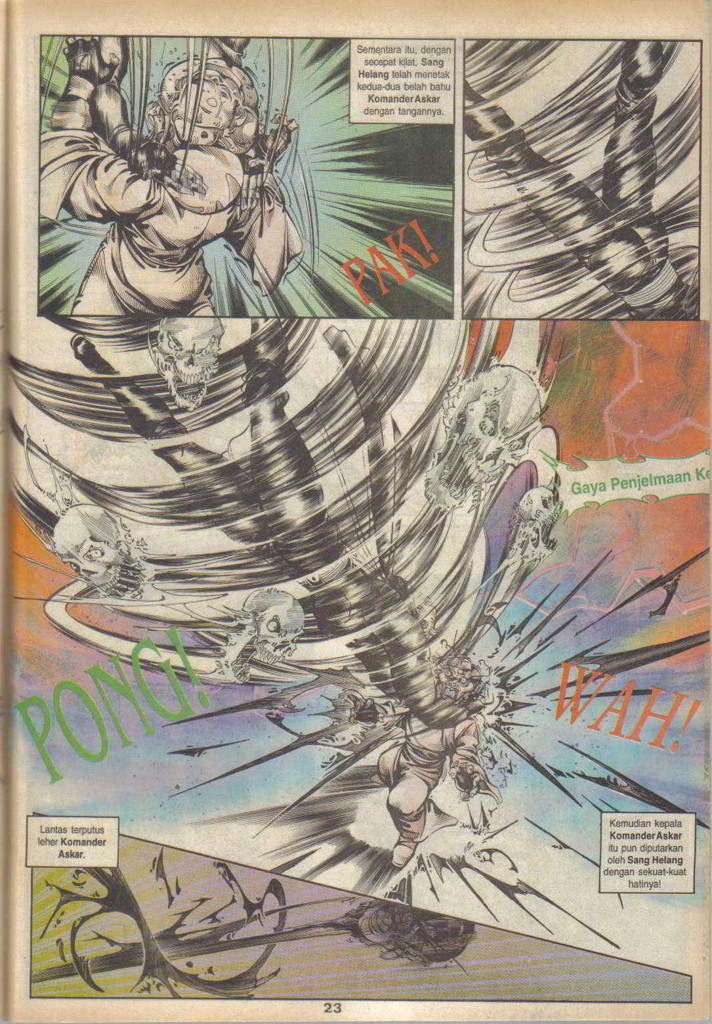 Sementara itu, dengan
secepat kilat, Sang
Helang telah menetak
kedua-dua belah bahu
Komander Askar
dengan tangannya.
PAK!
Gaya Penjelmaan Ke
PONG!
WAH!
Kemudian kepala
Komander Askar
itu pun diputarkan
oleh Sang Helang
dengan sekuat-kuat
hatinya!
Lantas terputus
leher Komander
Askar.
23